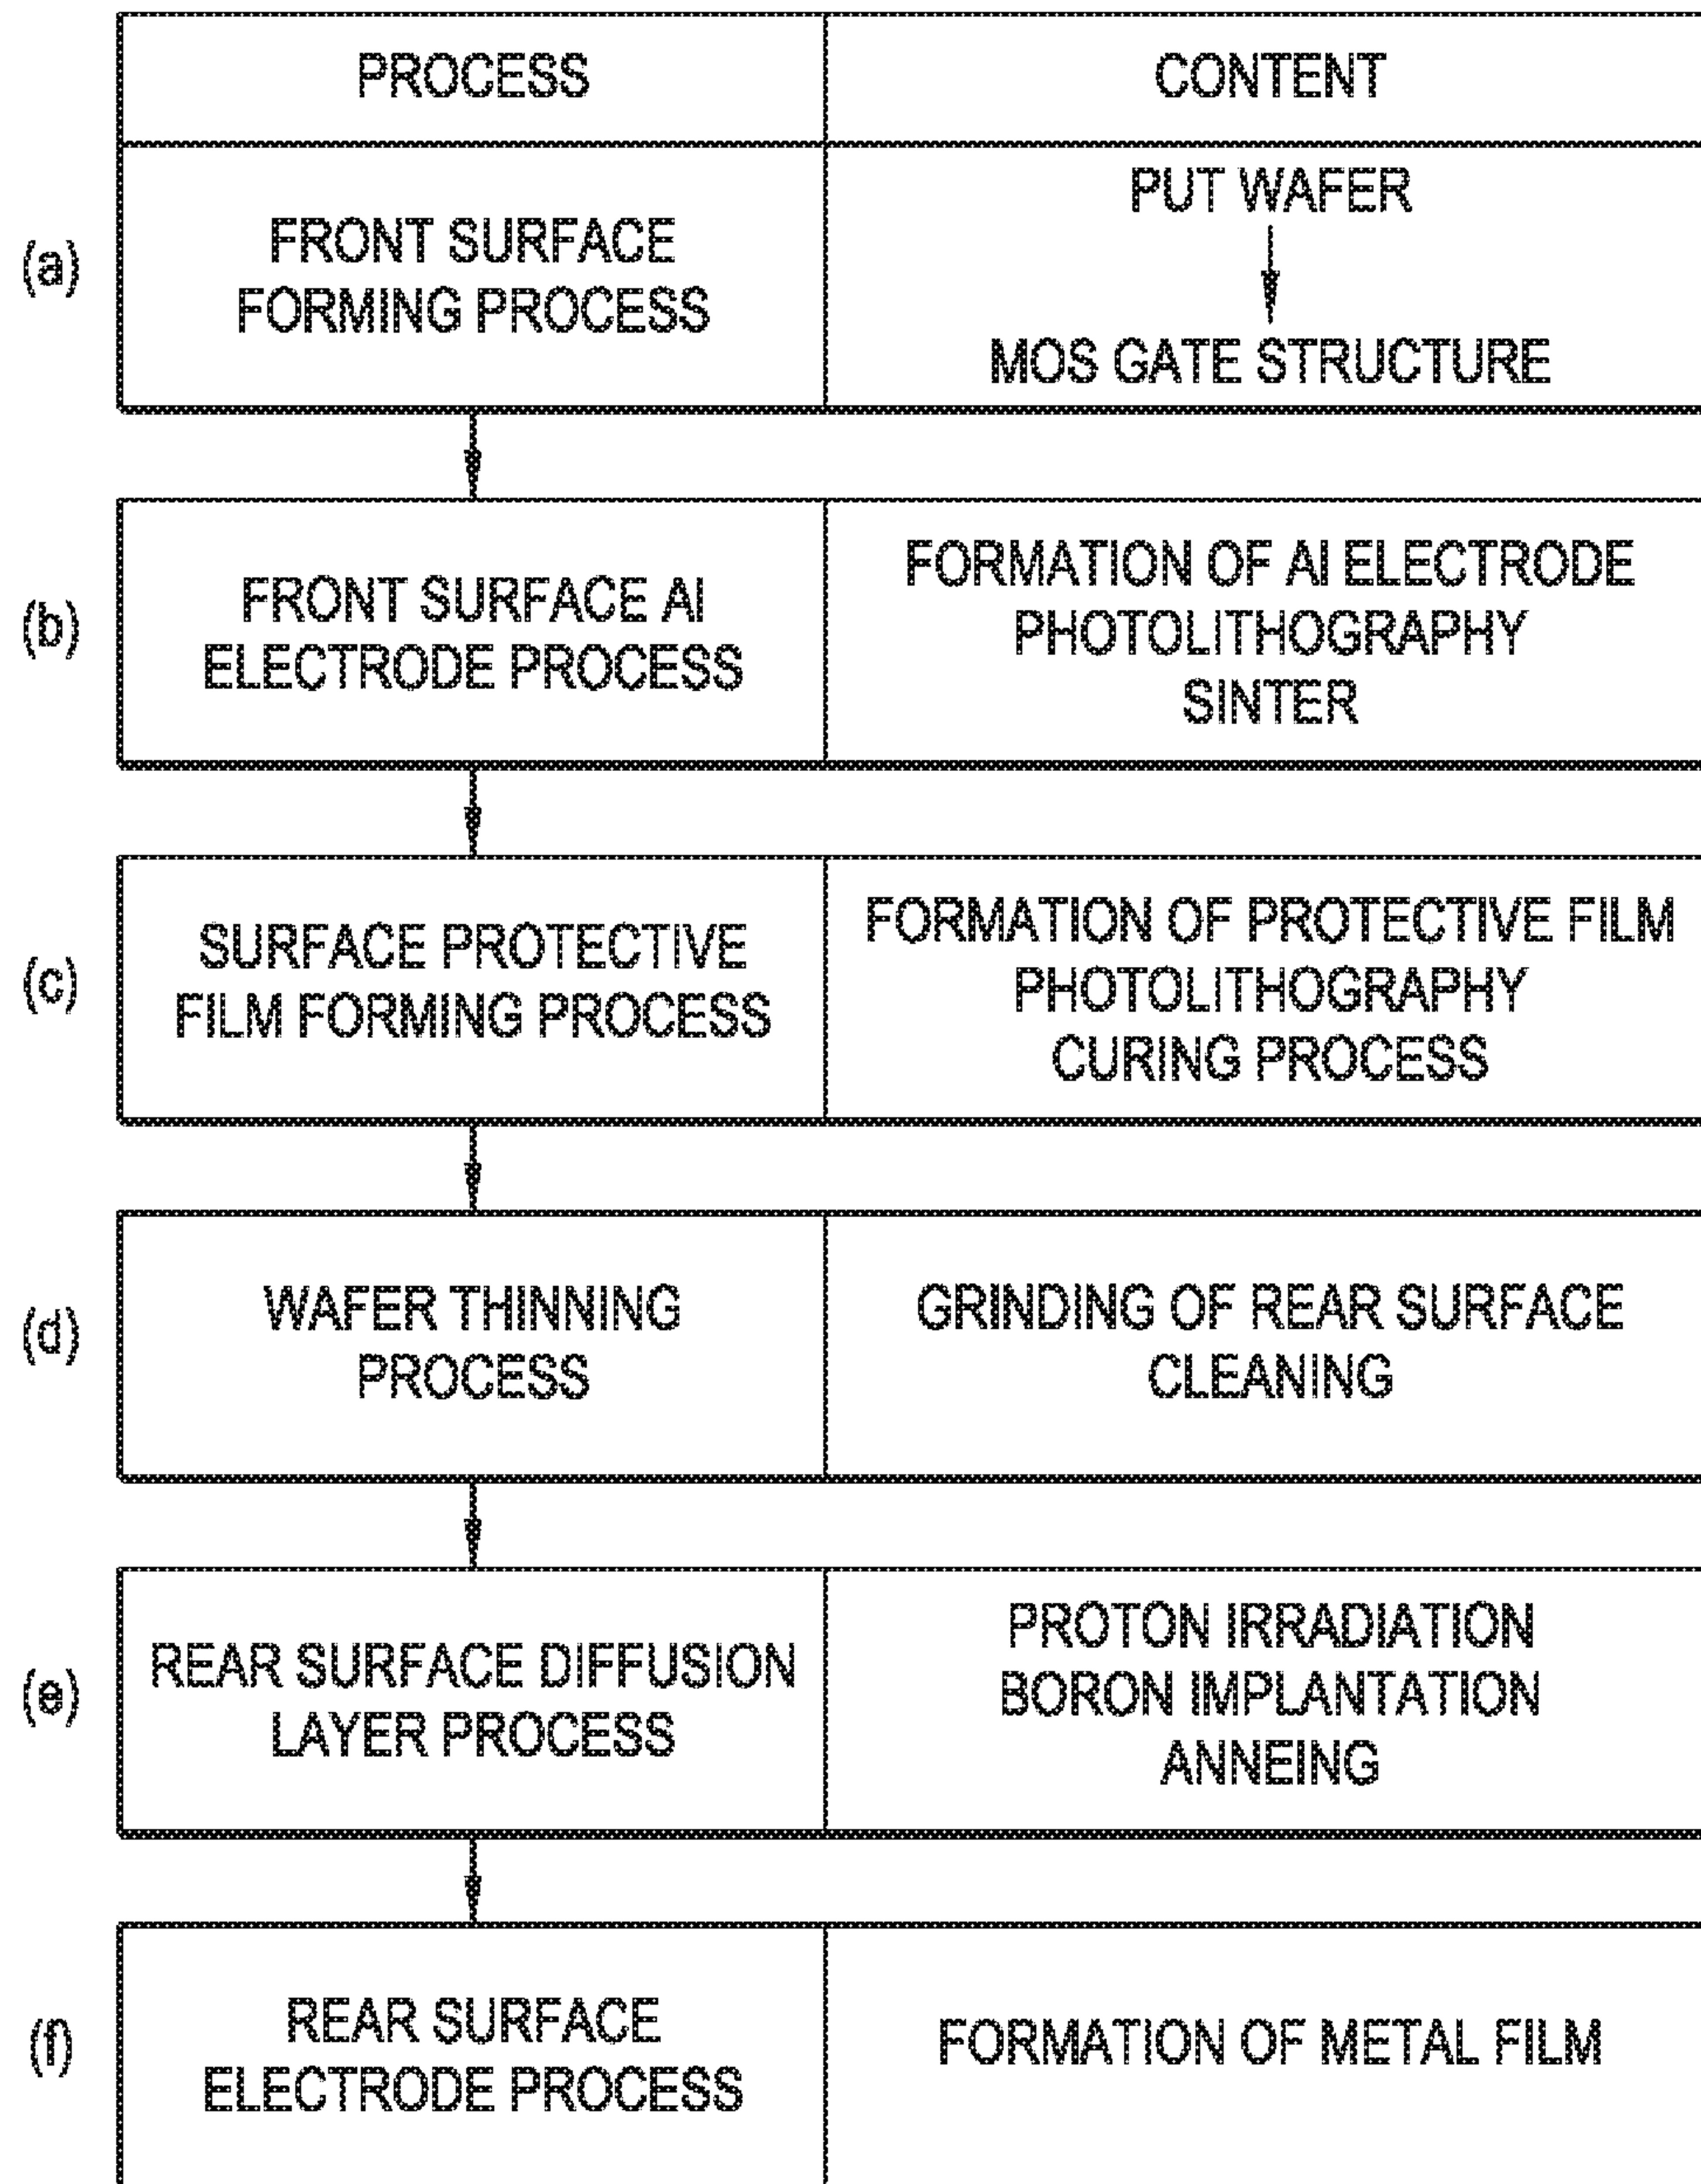 PROCESS
CONTENT
(a)
FRONT SURFACE
FORMING PROCESS
PUT WAFER
MOS GATE STRUCTURE
(b)
FRONT SURFACE Al
ELECTRODE PROCESS
FORMATION OF Al ELECTRODE
PHOTOLITHOGRAPHY
SINTER
(c)
SURFACE PROTECTIVE
FILM FORMING PROCESS
FORMATION OF PROTECTIVE FILM
PHOTOLITHOGRAPHY
CURING PROCESS
(d)
WAFER THINNING
PROCESS
GRINDING OF REAR SURFACE
CLEANING
(e)
REAR SURFACE DIFFUSION
LAYER PROCESS
PROTON IRRADIATION
BORON IMPLANTATION
ANNEING
(f)
REAR SURFACE
ELECTRODE PROCESS
FORMATION OF METAL FILM